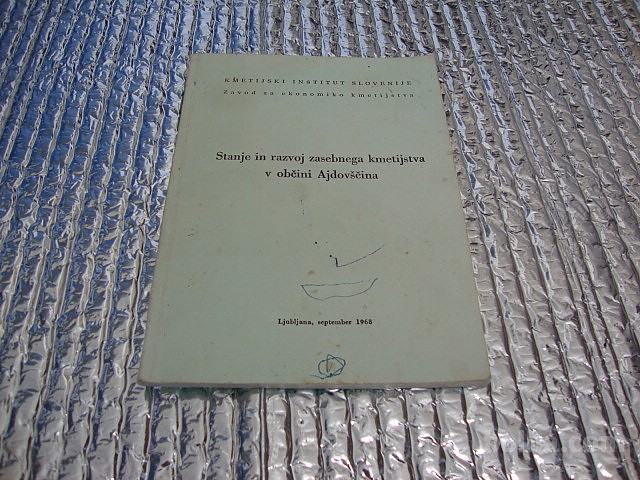 KMETIJSKI INSTITUT SLOVENIJE
Zavod za ekonomiko kmetijstva
Stanje in razvoj zasebnega kmetijstva
v občini Ajdovščina
Ljubljana, september 1968